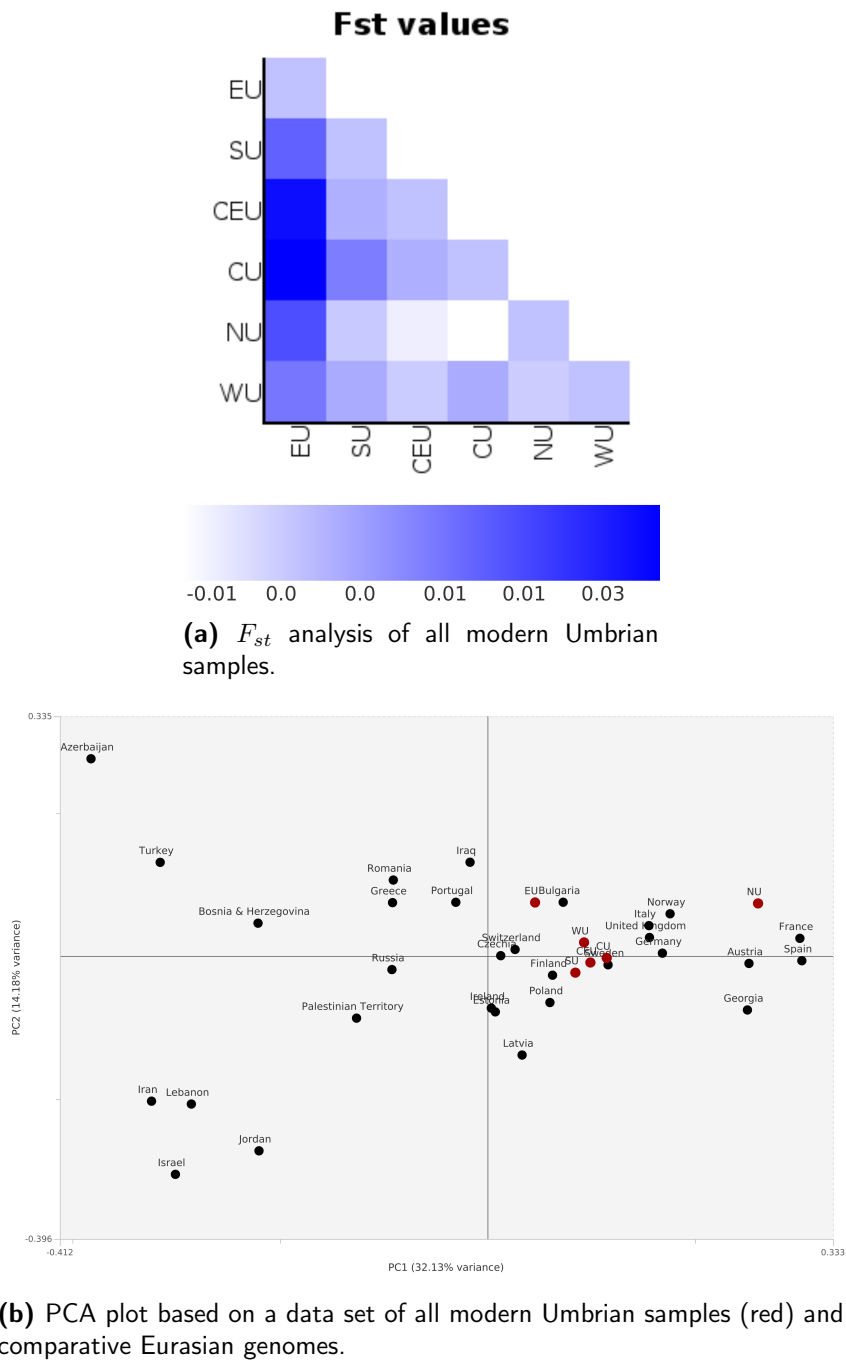 Fst values
EU
SU
CEU
CU
NU
WU
EU SU CEU CU NU WU
-0.01 0.0 0.0 0.01 0.01 0.03
(a) Fst analysis of all modern Umbrian
samples.
0.335
Azerbaijan
Turkey
Iraq
Romania
Greece
Portugal
EU Bulgaria
NU
Bosnia & Herzegovina
Norway
Italy
United Kingdom
France
WU
Switzerland
Czechia
CU
CEU
Sweden
Germany
Austria
Spain
Russia
Finland
SU
Palestinian Territory
Ireland
Estonia
Poland
Georgia
Latvia
Iran
Lebanon
Jordan
Israel
PC2 (14.18% variance)
-0.396
-0.412
0.333
PC1 (32.13% variance)
(b) PCA plot based on a data set of all modern Umbrian samples (red) and
comparative Eurasian genomes.